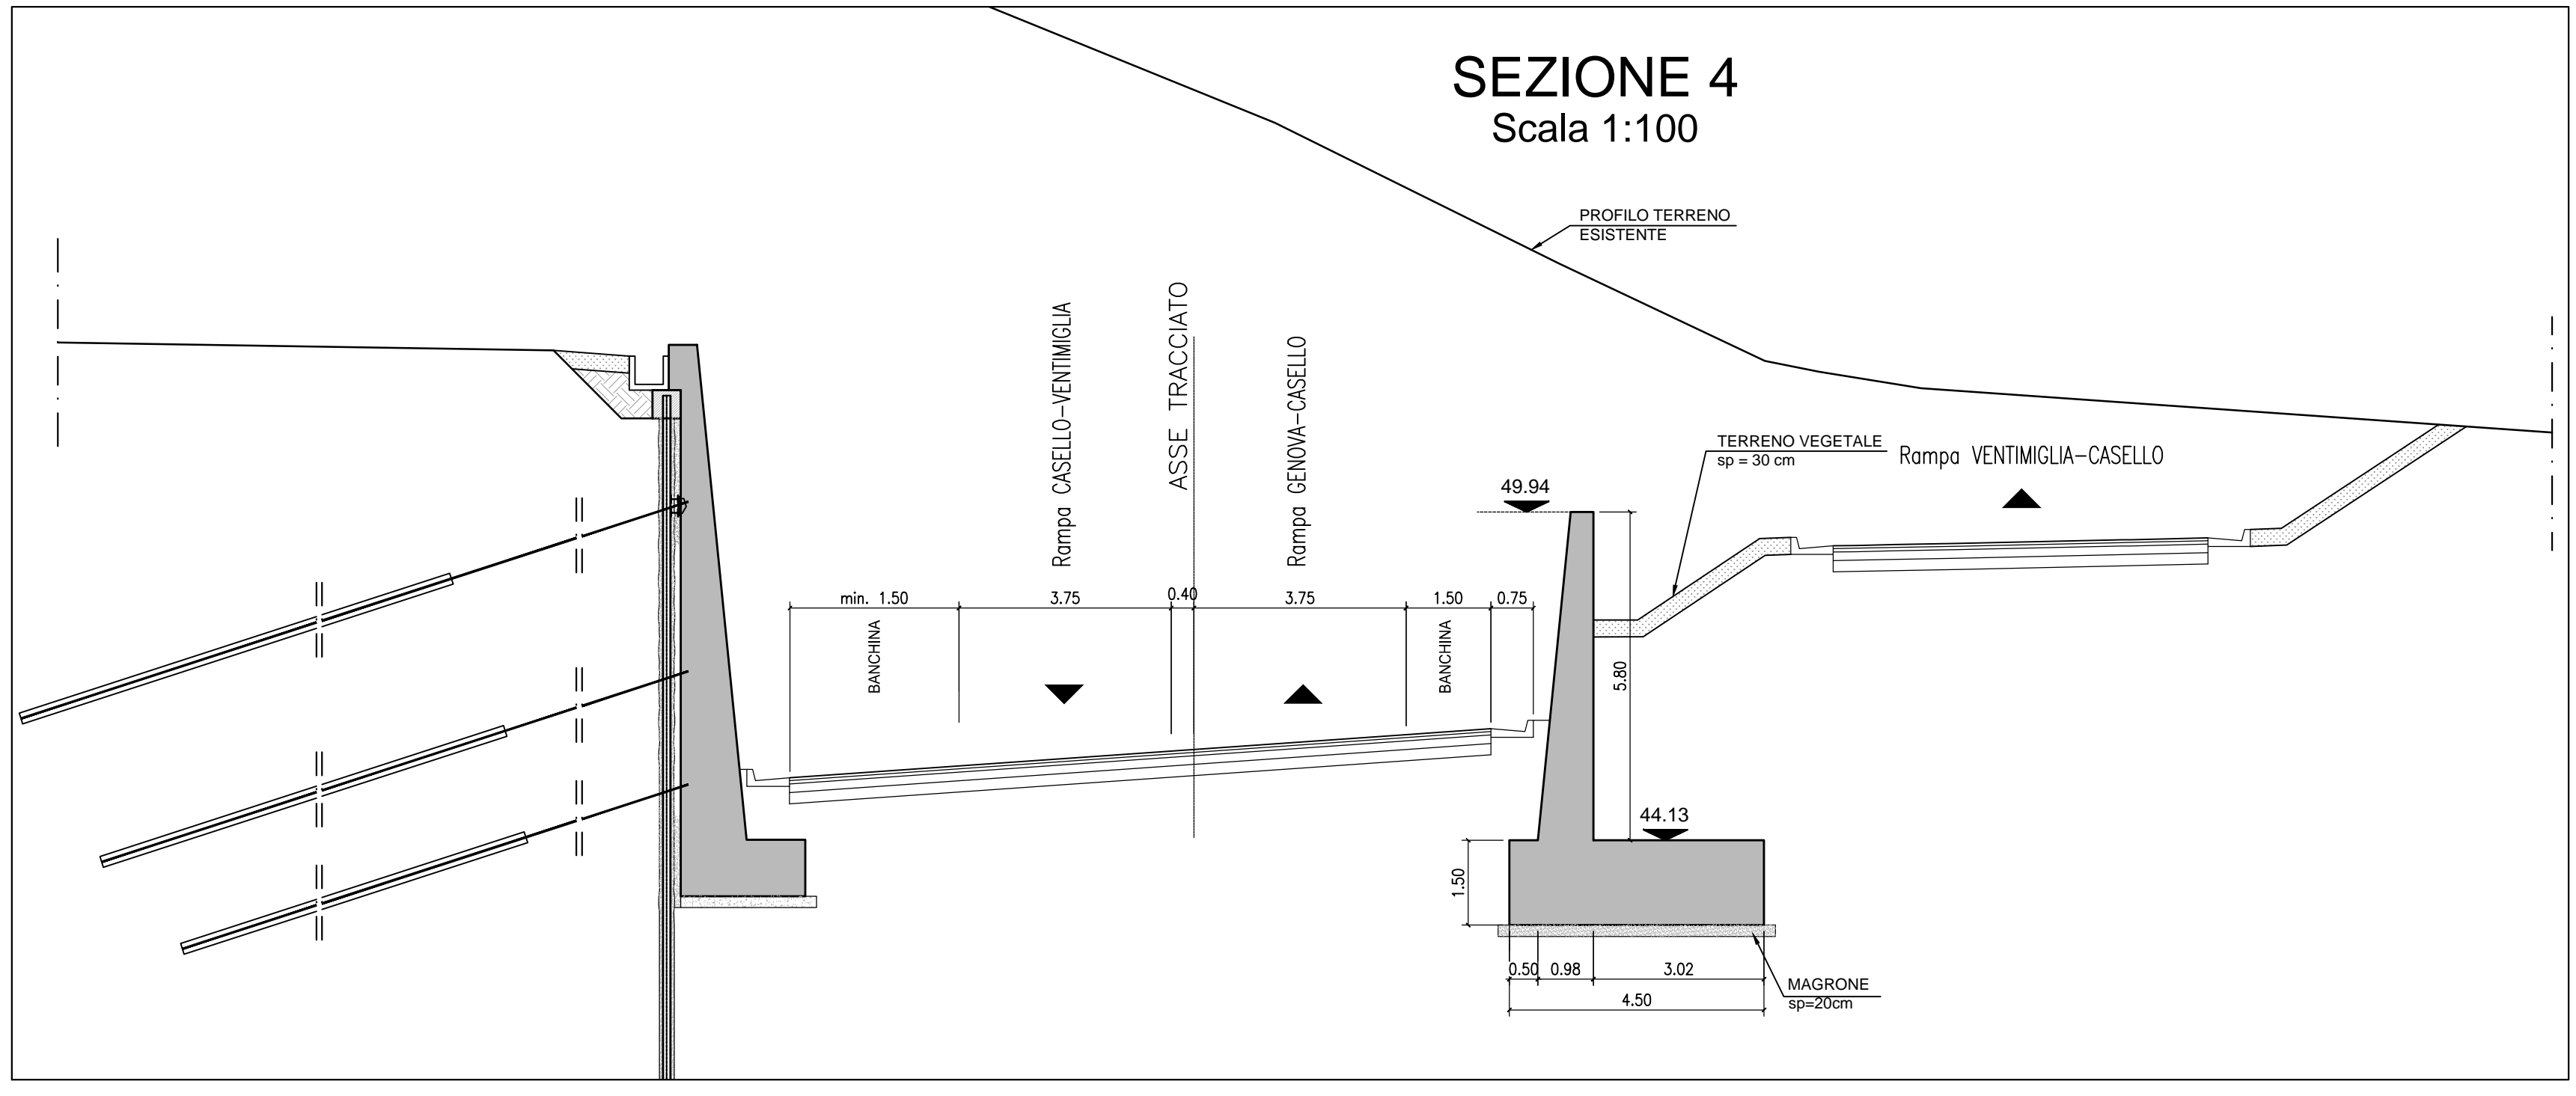 SEZIONE 4
Scala 1:100
PROFILO TERRENO
ESISTENTE
Rampa CASELLO-VENTIMIGLIA
ASSE TRACCIATO
Rampa GENOVA-CASELLO
TERRENO VEGETALE
sp = 30 cm
Rampa VENTIMIGLIA-CASELLO
49.94
min. 1.50
3.75
0.40
3.75
1.50
0.75
BANCHINA
BANCHINA
5.80
44.13
1.50
0.50
0.98
3.02
4.50
MAGRONE
sp=20cm